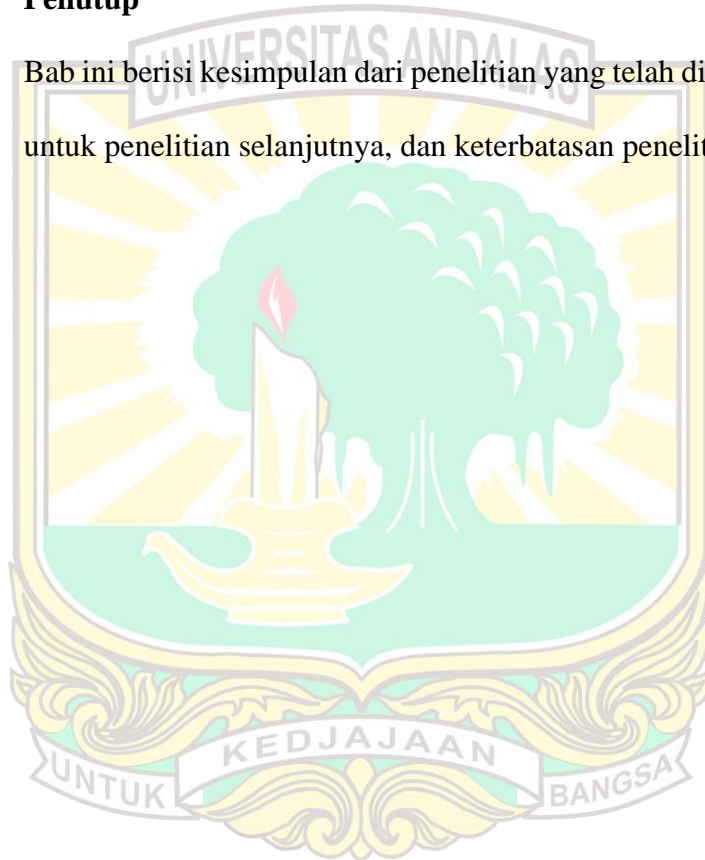 Penutup
UNIVERSITAS ANDALAS
Bab ini berisi kesimpulan dari penelitian yang telah di
untuk penelitian selanjutnya, dan keterbatasan penelit
UNTUK KEDJAJAAN BANGSA